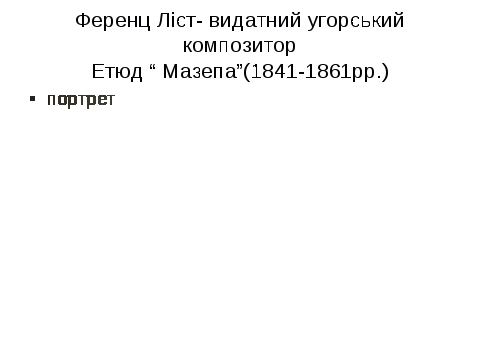 Ференц Ліст- видатний угорський
композитор
Етюд “ Мазепа”(1841-1861рр.)
▪ портрет